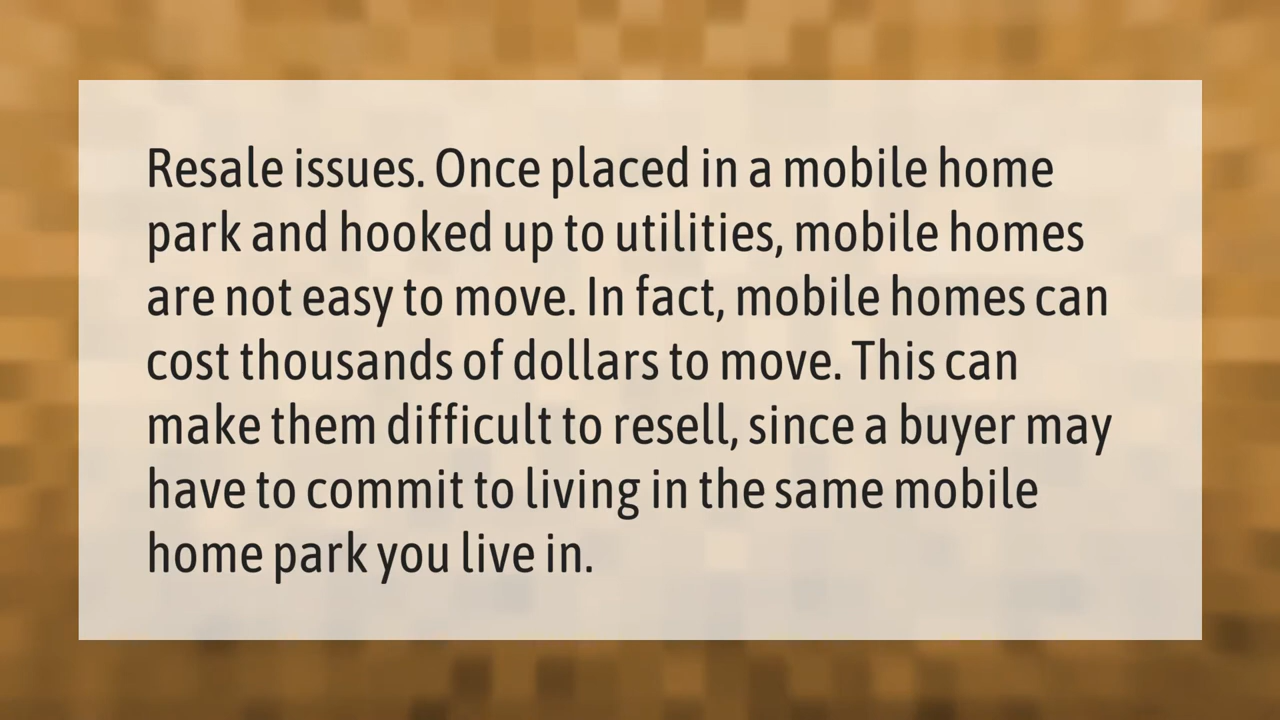 Resale issues. Once placed in a mobile home
park and hooked up to utilities, mobile homes
are not easy to move. In fact, mobile homes can
cost thousands of dollars to move. This can
make them difficult to resell, since a buyer may
have to commit to living in the same mobile
home park you live in.